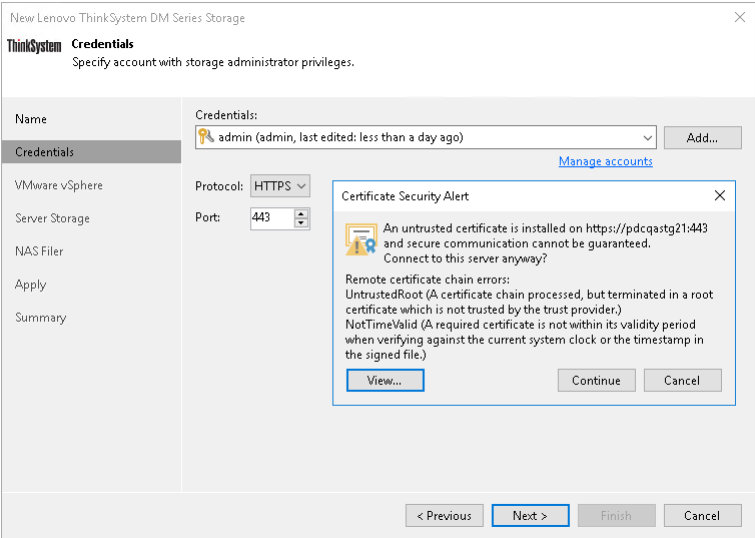 New Lenovo ThinkSystem DM Series Storage
ThinkSystem
Credentials
Specify account with storage administrator privileges.
Name
Credentials
VMware vSphere
Server Storage
NAS Filer
Apply
Summary
Credentials:
admin (admin, last edited: less than a day ago)
Add...
Manage accounts
Protocol: HTTPS
Port: 443
Certificate Security Alert
An untrusted certificate is installed on https://pdcqastg21:443
and secure communication cannot be guaranteed.
Connect to this server anyway?
Remote certificate chain errors:
UntrustedRoot (A certificate chain processed, but terminated in a root
certificate which is not trusted by the trust provider.)
NotTimeValid (A required certificate is not within its validity period
when verifying against the current system clock or the timestamp in
the signed file.)
View... Continue Cancel
< Previous Next > Finish Cancel